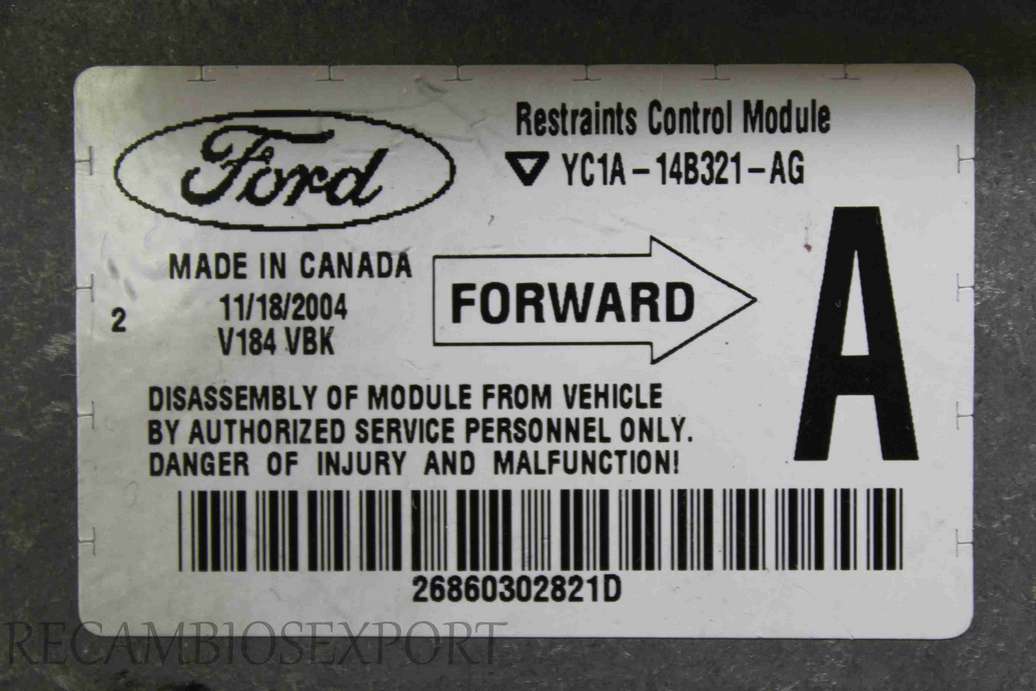 Ford
Restraints Control Module
YC1A-14B321-AG
A
MADE IN CANADA
11/18/2004
2
V184 VBK
FORWARD
DISASSEMBLY OF MODULE FROM VEHICLE
BY AUTHORIZED SERVICE PERSONNEL ONLY.
DANGER OF INJURY AND MALFUNCTION!
26860302821D
RECAMBIOSEXPORT